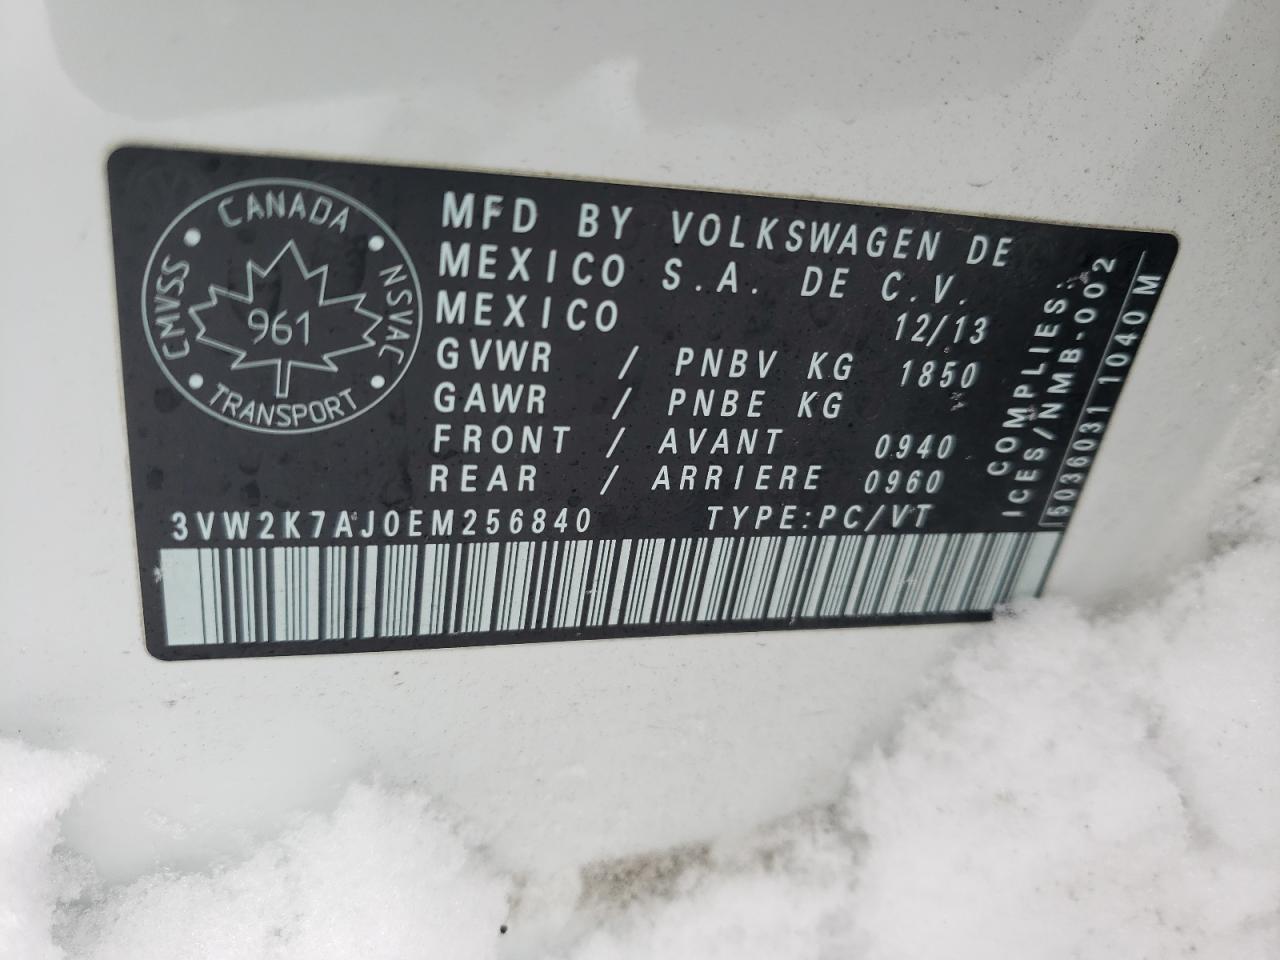 CANADA
CMVSS
NSVAC
961
TRANSPORT
MFD BY VOLKSWAGEN DE
MEXICO S.A. DE C.V.
MEXICO 12/13
GVWR / PNBV KG 1850
GAWR / PNBE KG
FRONT / AVANT 0940
REAR / ARRIERE 0960
3VW2K7AJ0EM256840 TYPE:PC/VT
COMPLIES:
ICES/NMB-002
5036031 1040 M